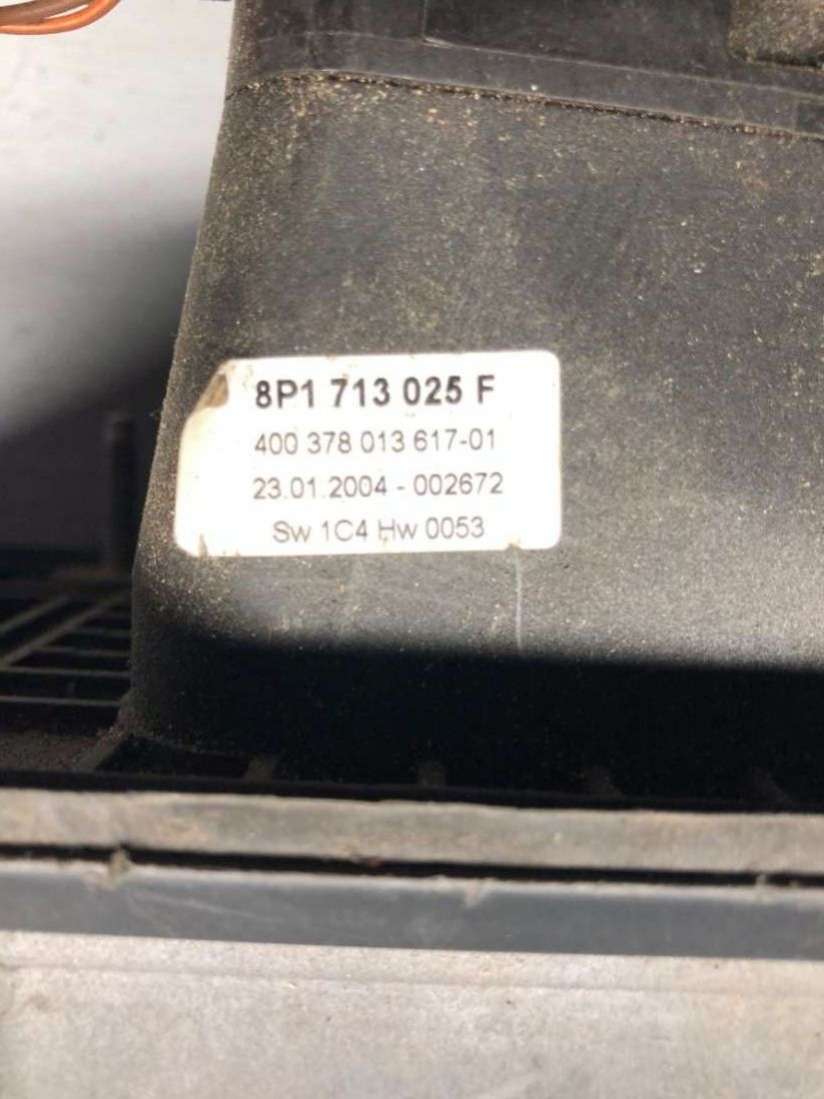 8P1 713 025 F
400 378 013 617-01
23.01.2004 - 002672
Sw 1C4 Hw 0053